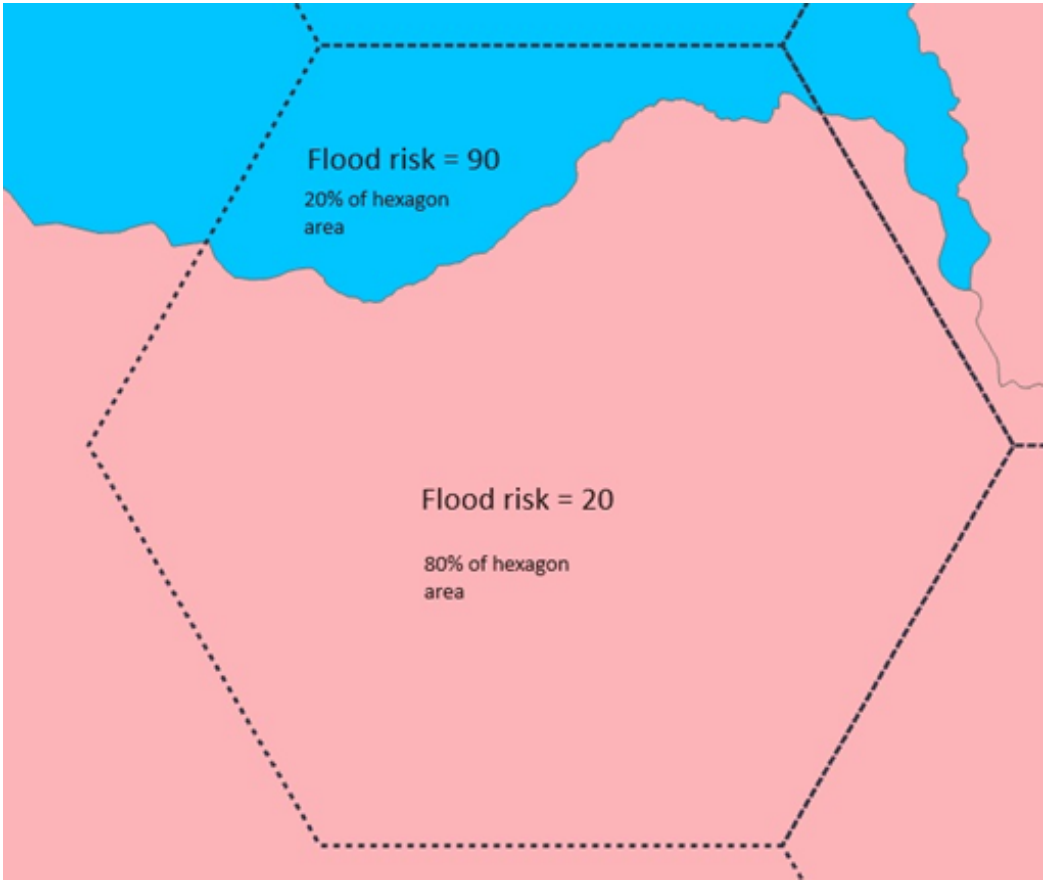 Flood risk = 90
20% of hexagon
area
Flood risk = 20
80% of hexagon
area